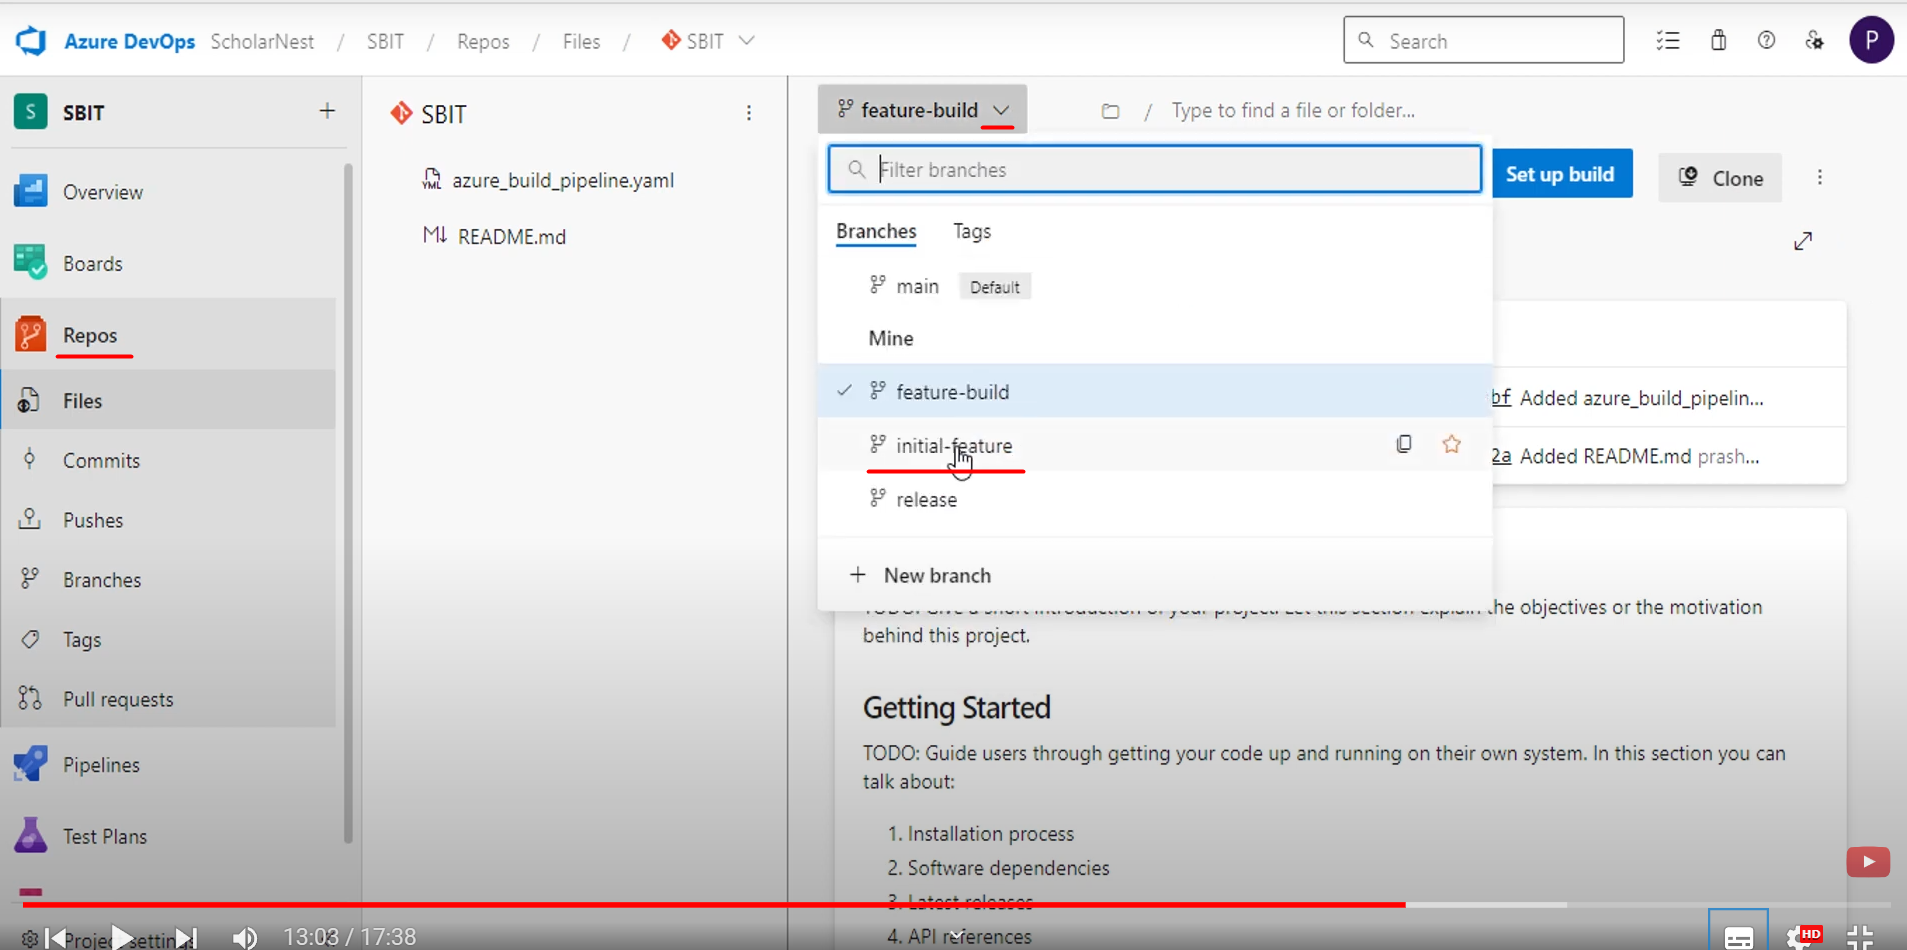 Azure DevOps ScholarNest / SBIT / Repos / Files / SBIT
Search
P
S SBIT
Overview
Boards
Repos
Files
Commits
Pushes
Branches
Tags
Pull requests
Pipelines
Test Plans
Project settings
SBIT
YML azure_build_pipeline.yaml
M↓ README.md
feature-build
/ Type to find a file or folder...
Filter branches
Set up build
Clone
Branches Tags
main Default
Mine
feature-build
initial-feature
release
New branch
bf Added azure_build_pipelin...
2a Added README.md prash...
TODO: Give a short introduction of your project. Let this section explain the objectives or the motivation
behind this project.
Getting Started
TODO: Guide users through getting your code up and running on their own system. In this section you can
talk about:
1. Installation process
2. Software dependencies
3. Latest releases
4. API references
13:03 / 17:38
HD